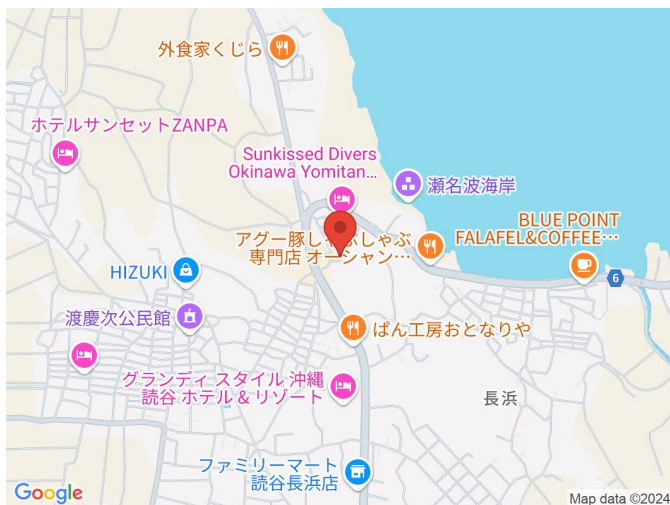 外食家くじら
ホテルサンセットZANPA
Sunkissed Divers
Okinawa Yomitan…
瀬名波海岸
アグー豚しゃぶしゃぶ
専門店 オーシャン…
BLUE POINT
FALAFEL&COFFEE…
HIZUKI
6
渡慶次公民館
ぱん工房おとなりや
グランディ スタイル 沖縄
読谷 ホテル & リゾート
長浜
ファミリーマート
読谷長浜店
Google
Map data ©2024